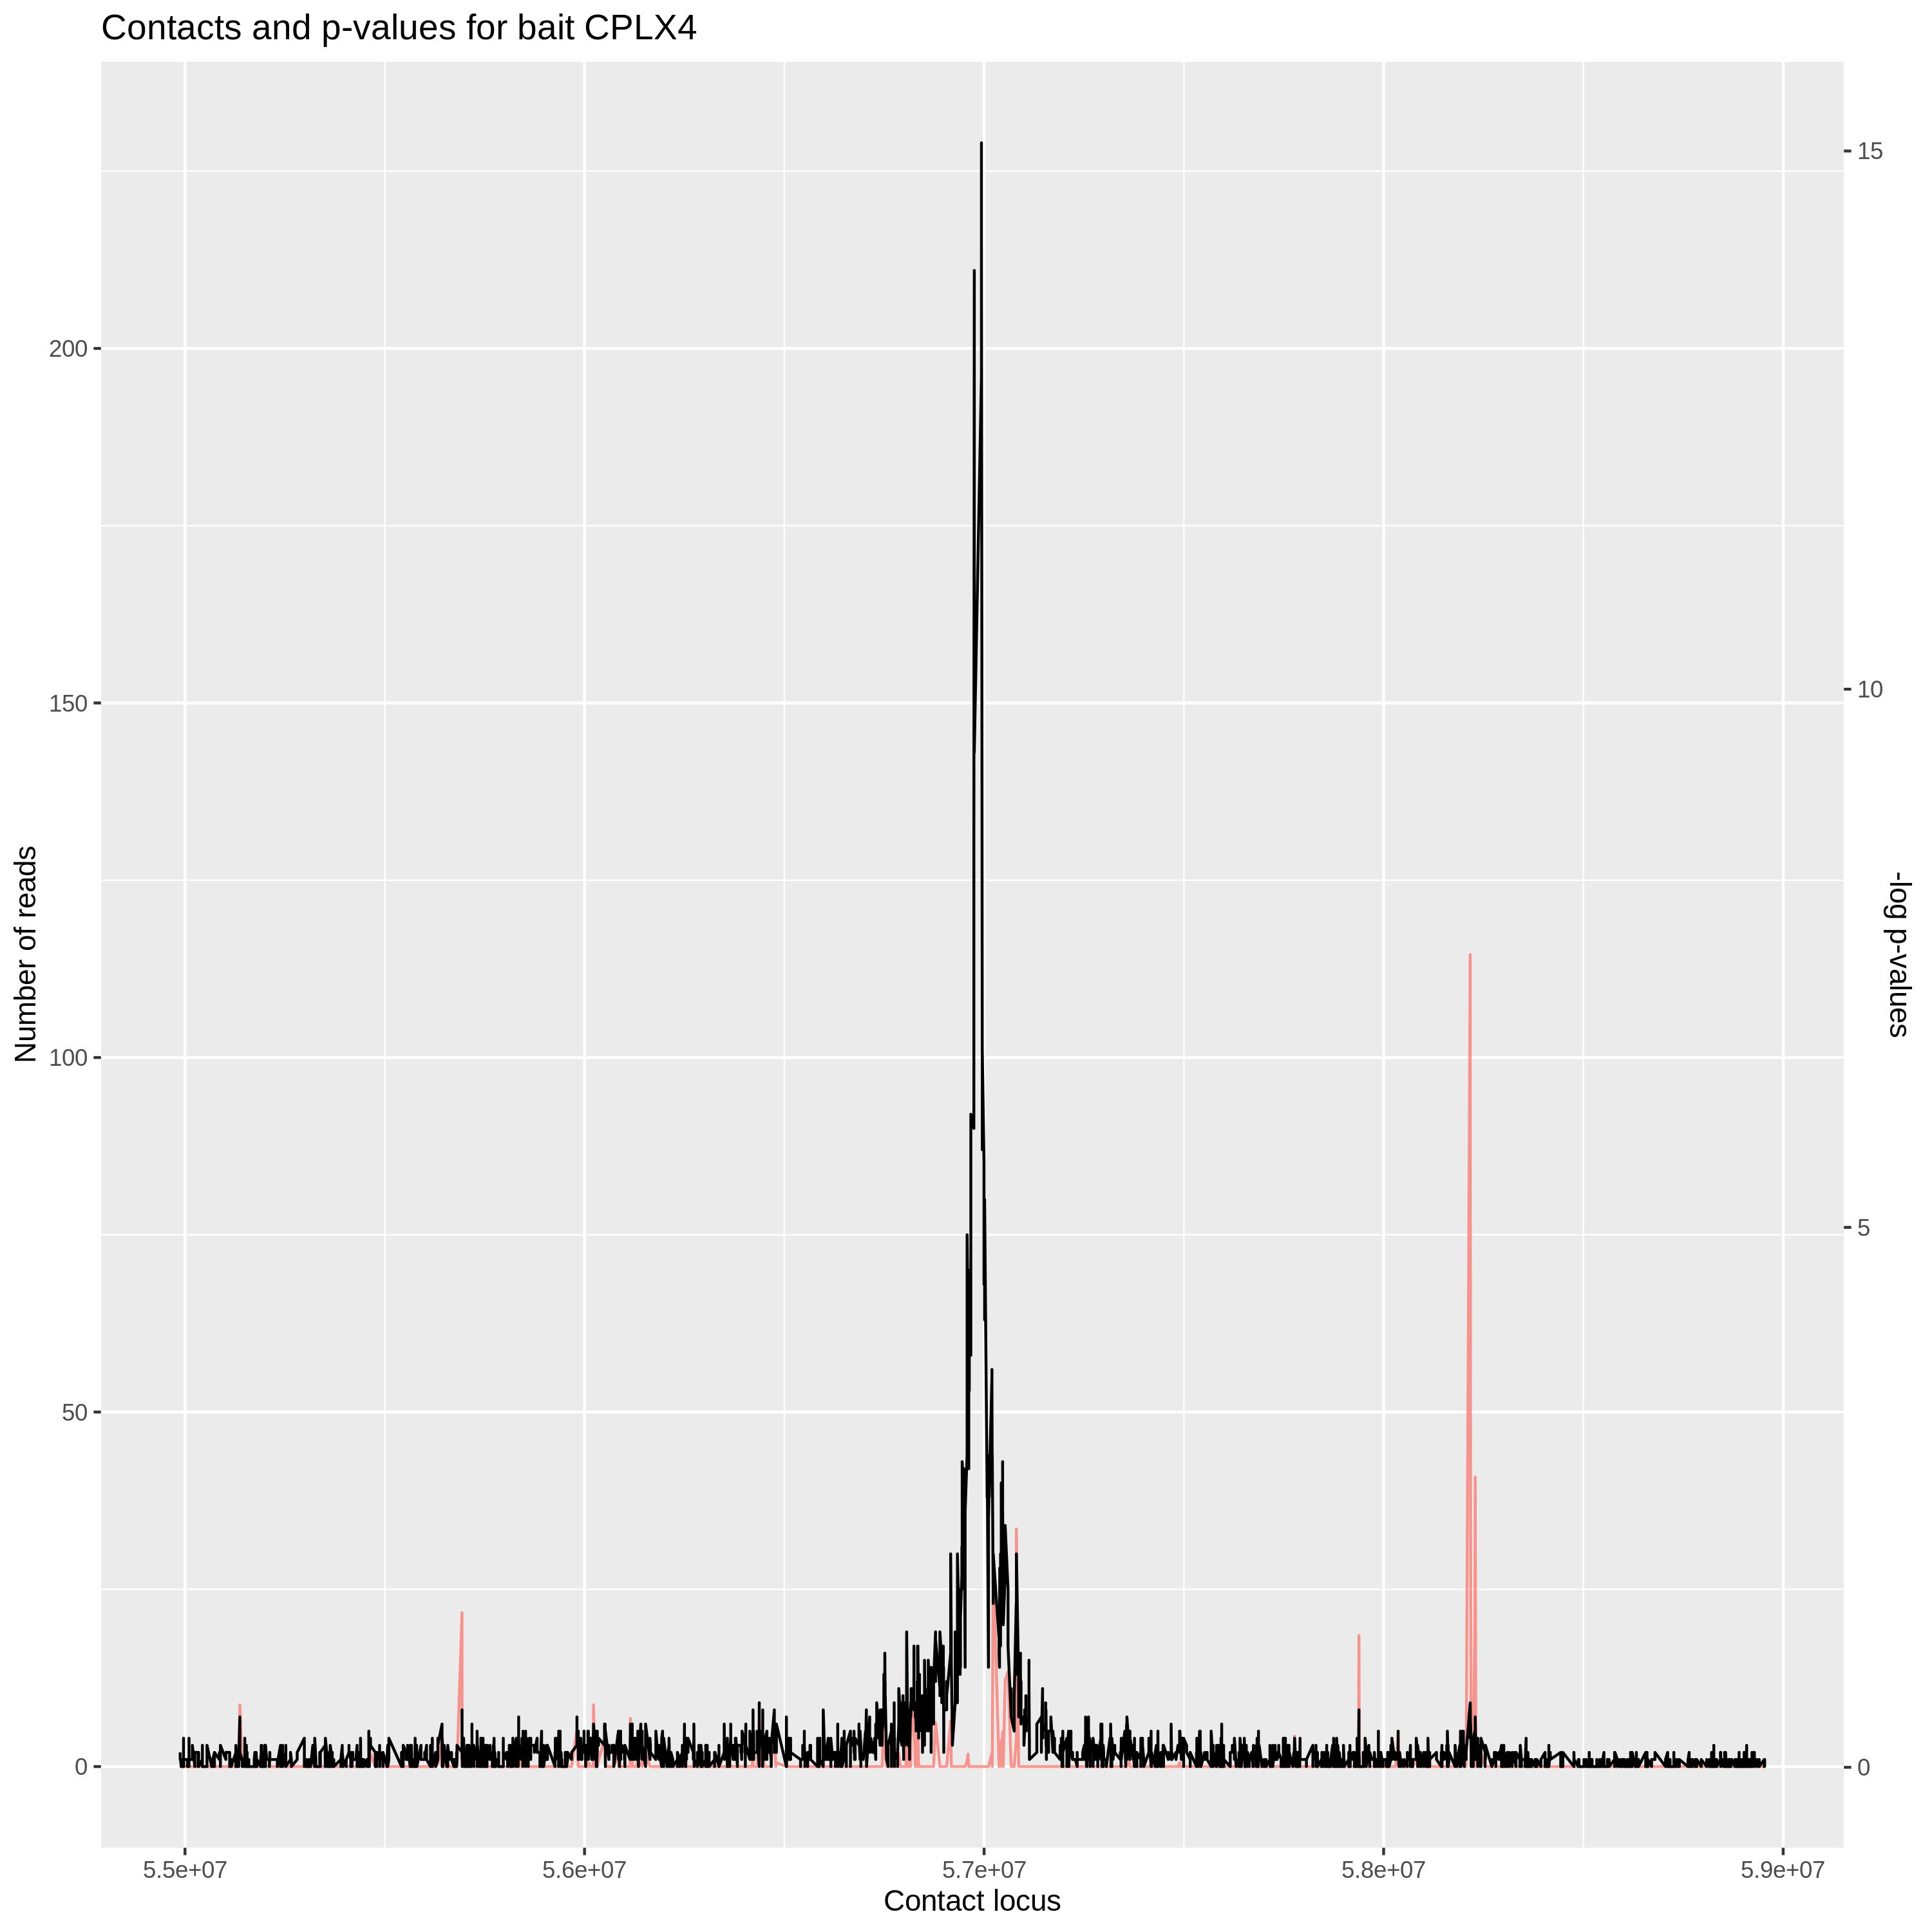 Contacts and p-values for bait CPLX4
Number of reads
200
150
100
50
0
15
10
5
0
-log p-values
5.5e+07
5.6e+07
5.7e+07
5.8e+07
5.9e+07
Contact locus